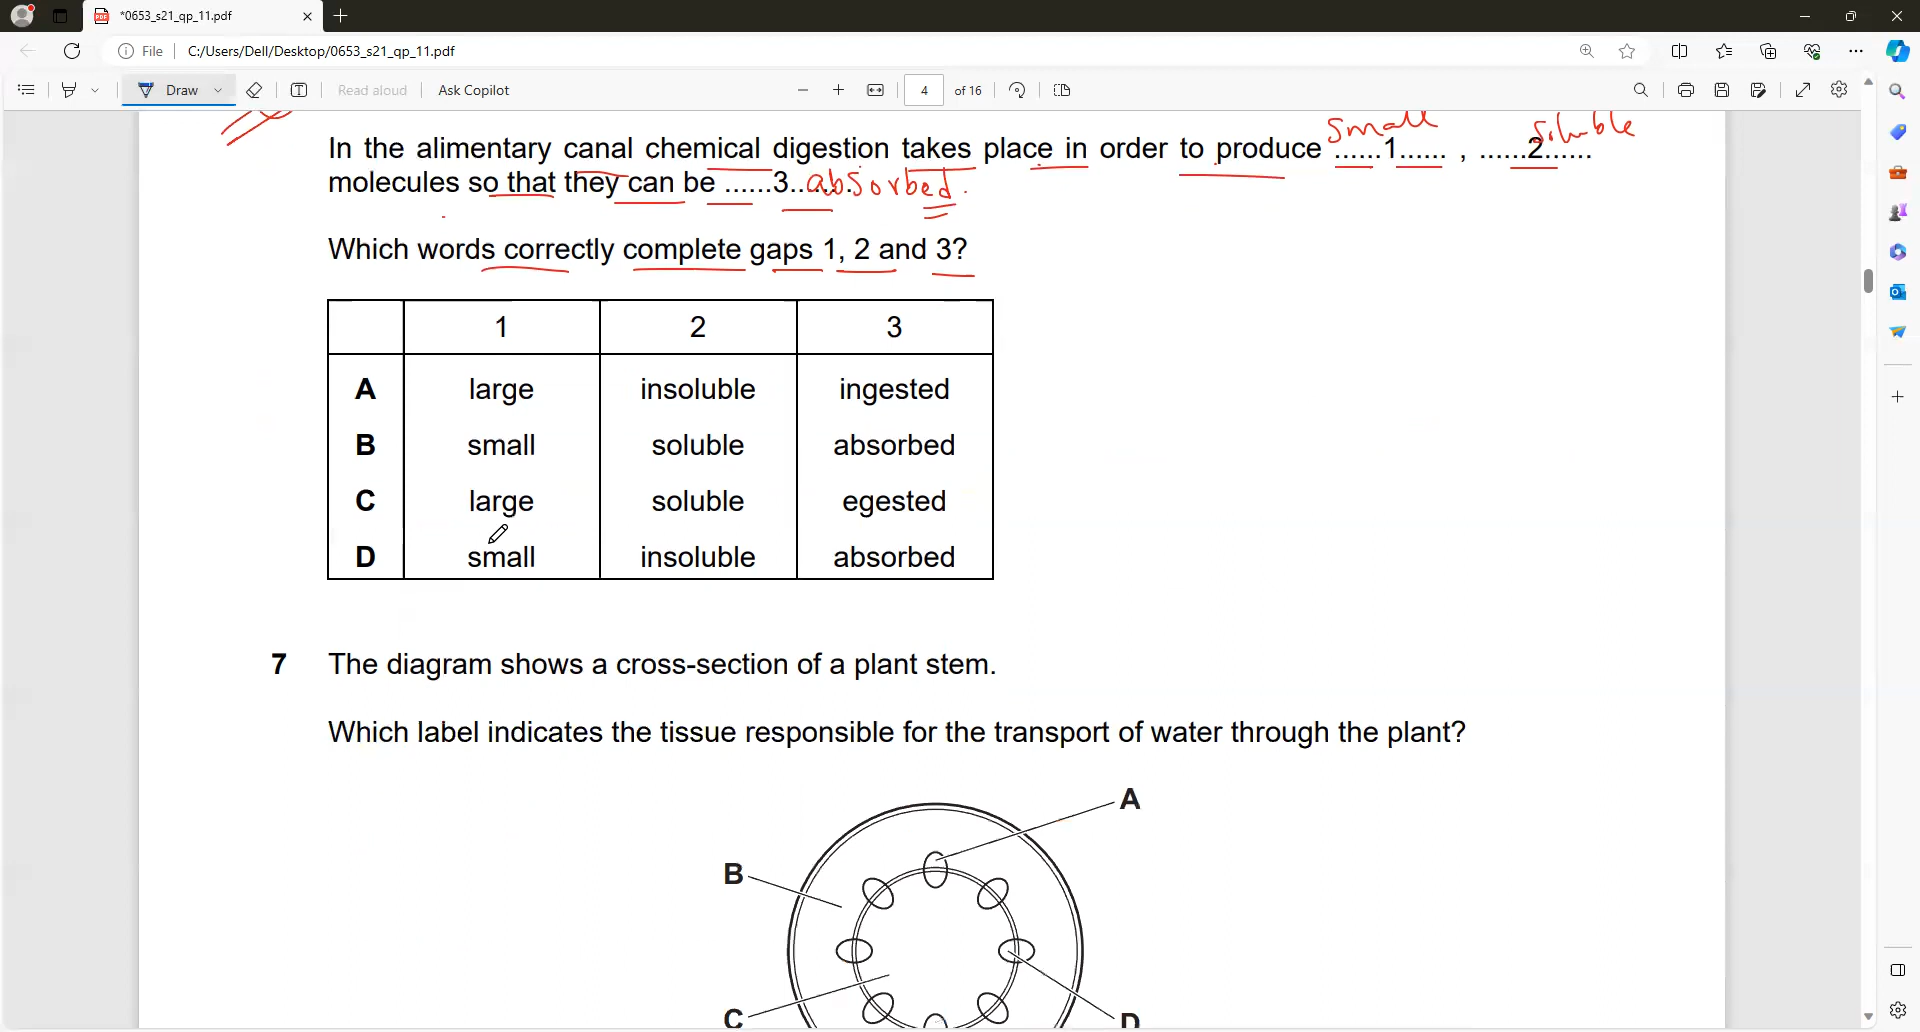 *0653_s21_qp_11.pdf
File
C:/Users/Dell/Desktop/0653_s21_qp_11.pdf
Draw
Read aloud
Ask Copilot
4
of 16
small
soluble
In the alimentary canal chemical digestion takes place in order to produce ......1...... , ......2......
molecules so that they can be ......3.......
absorbed.
Which words correctly complete gaps 1, 2 and 3?
1 2 3
A large insoluble ingested
B small soluble absorbed
C large soluble egested
D small insoluble absorbed
7 The diagram shows a cross-section of a plant stem.
Which label indicates the tissue responsible for the transport of water through the plant?
A
B
C
D